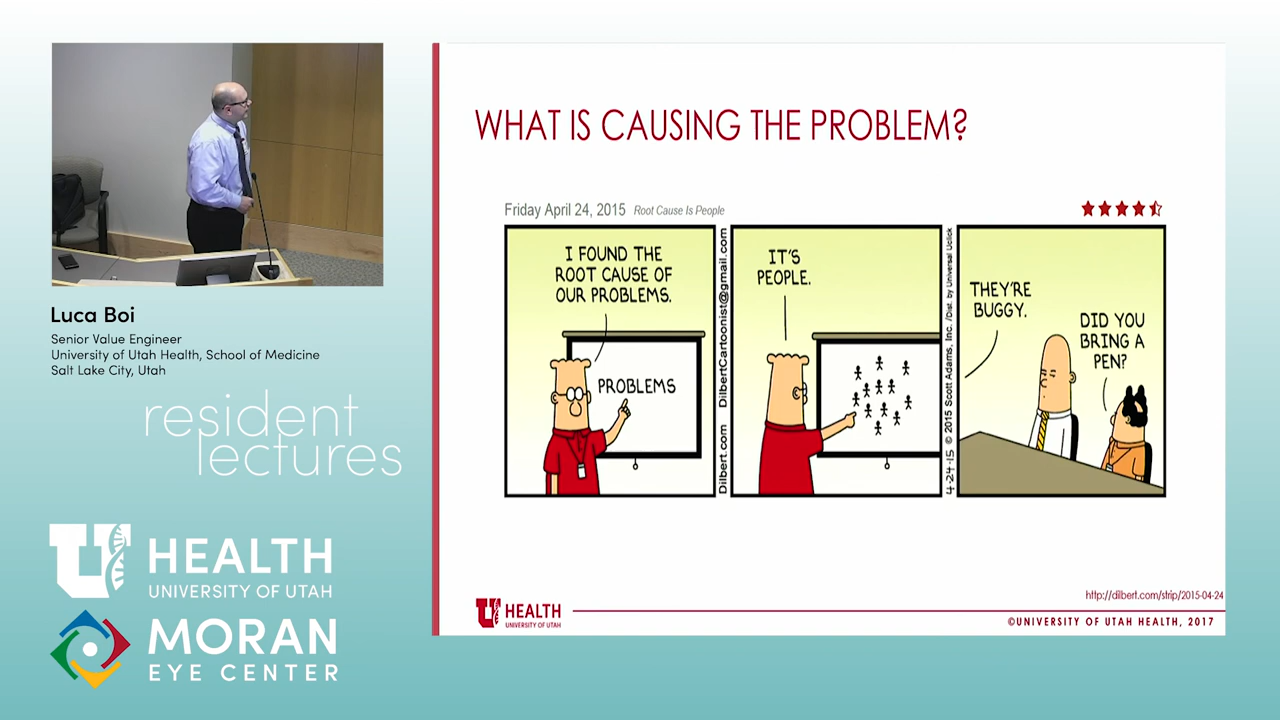 Luca Boi
Senior Value Engineer
University of Utah Health, School of Medicine
Salt Lake City, Utah
resident
lectures
U
HEALTH
UNIVERSITY OF UTAH
MORAN
EYE CENTER
WHAT IS CAUSING THE PROBLEM?
Friday April 24, 2015 Root Cause Is People
I FOUND THE
ROOT CAUSE OF
OUR PROBLEMS.
PROBLEMS
Dilbert.com DilbertCartoonist@gmail.com
IT'S
PEOPLE.
4-24-15 © 2015 Scott Adams, Inc. /Dist. by Universal Uclick
THEY'RE
BUGGY.
DID YOU
BRING A
PEN?
http://dilbert.com/strip/2015-04-24
U HEALTH
UNIVERSITY OF UTAH
©UNIVERSITY OF UTAH HEALTH, 2017